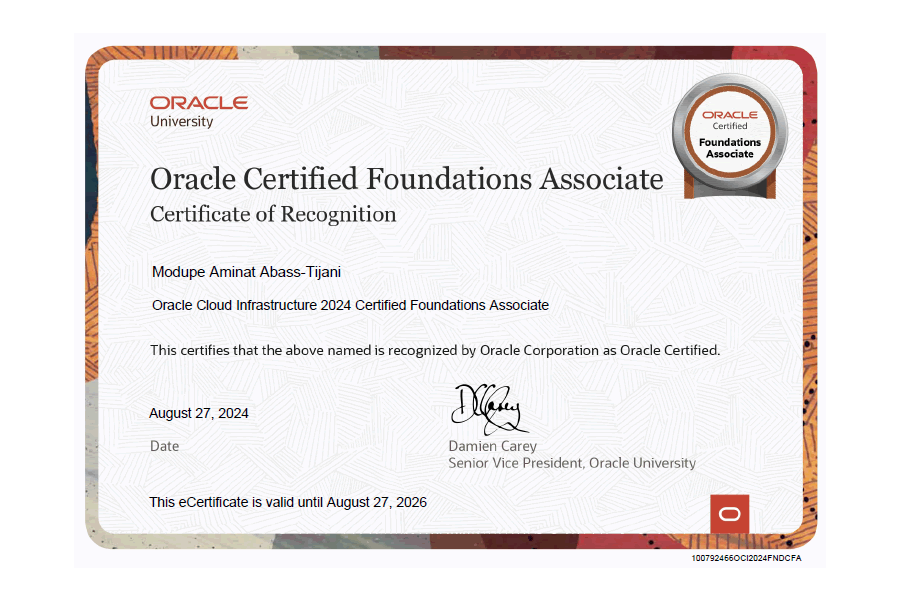 ORACLE
University
ORACLE
Certified
Foundations
Associate
Oracle Certified Foundations Associate
Certificate of Recognition
Modupe Aminat Abass-Tijani
Oracle Cloud Infrastructure 2024 Certified Foundations Associate
This certifies that the above named is recognized by Oracle Corporation as Oracle Certified.
August 27, 2024
Date
DCarey
Damien Carey
Senior Vice President, Oracle University
This eCertificate is valid until August 27, 2026
100792466OCI2024FNDCFA